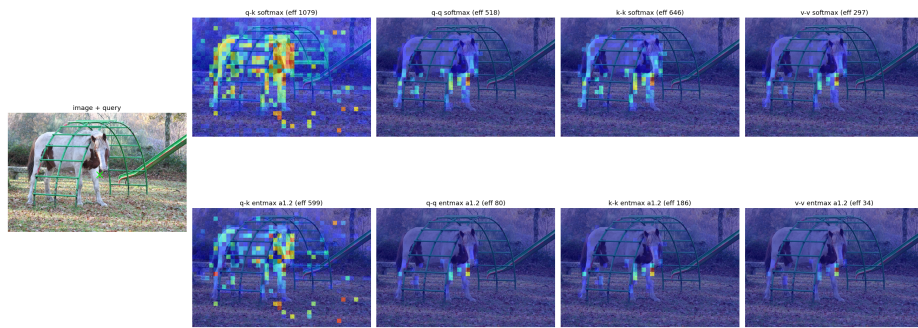 q-k softmax (eff 1079)
q-q softmax (eff 518)
k-k softmax (eff 646)
v-v softmax (eff 297)
image + query
q-k entmax a1.2 (eff 599)
q-q entmax a1.2 (eff 80)
k-k entmax a1.2 (eff 186)
v-v entmax a1.2 (eff 34)